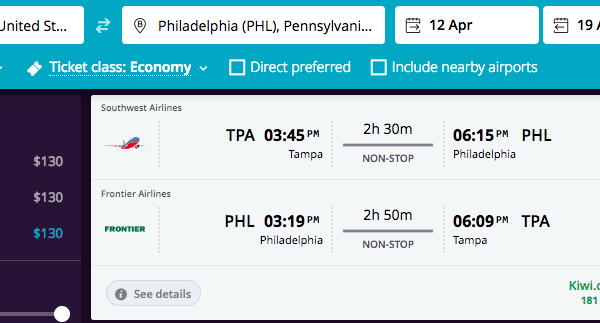 United St...
Philadelphia (PHL), Pennsylvani...
12 Apr
19 A
Ticket class: Economy
Direct preferred
Include nearby airports
Southwest Airlines
TPA 03:45 PM
Tampa
2h 30m
NON-STOP
06:15 PM PHL
Philadelphia
$130
$130
$130
Frontier Airlines
FRONTIER
PHL 03:19 PM
Philadelphia
2h 50m
NON-STOP
06:09 PM TPA
Tampa
See details
Kiwi.c
181